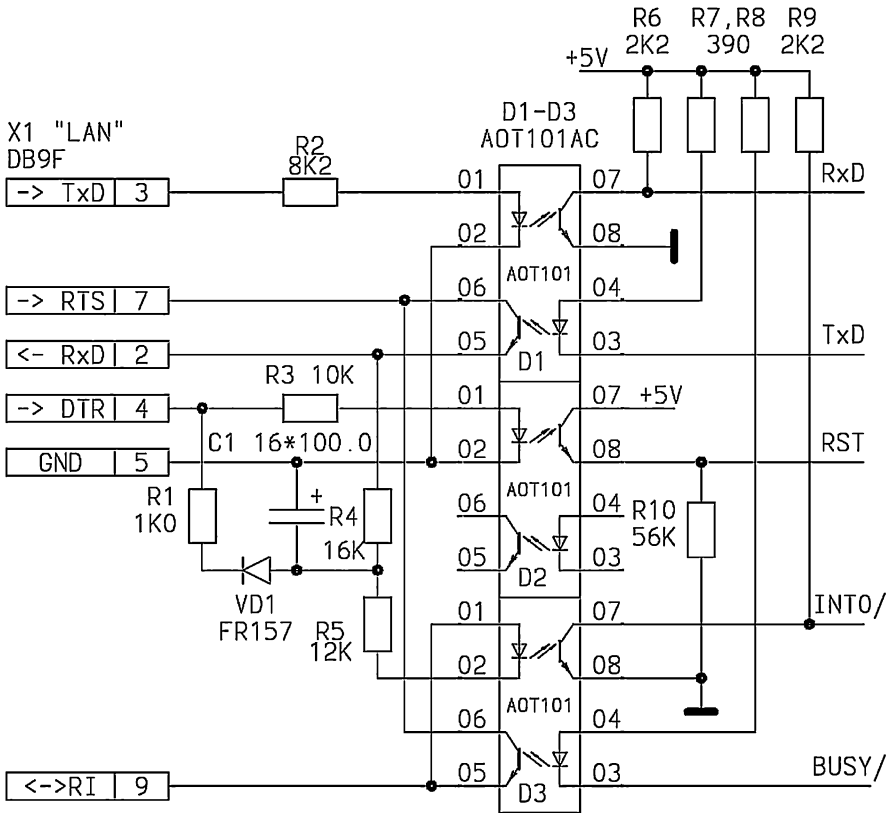 R6 R7,R8 R9
2K2 390 2K2
+5V
X1 "LAN"
DB9F
D1-D3
AOT101AC
R2
8K2
-> TxD 3
01 07 RxD
02 08
AOT101
-> RTS 7
06 04
<- RxD 2
05 03 TxD
D1
R3 10K
-> DTR 4
01 07 +5V
C1 16*100.0
GND 5
02 08 RST
AOT101
R1
1K0
+
R4
16K
06 04
R10
56K
05 03
D2
VD1
FR157
R5
12K
01 07 INT0/
02 08
AOT101
06 04
<->RI 9
05 03 BUSY/
D3